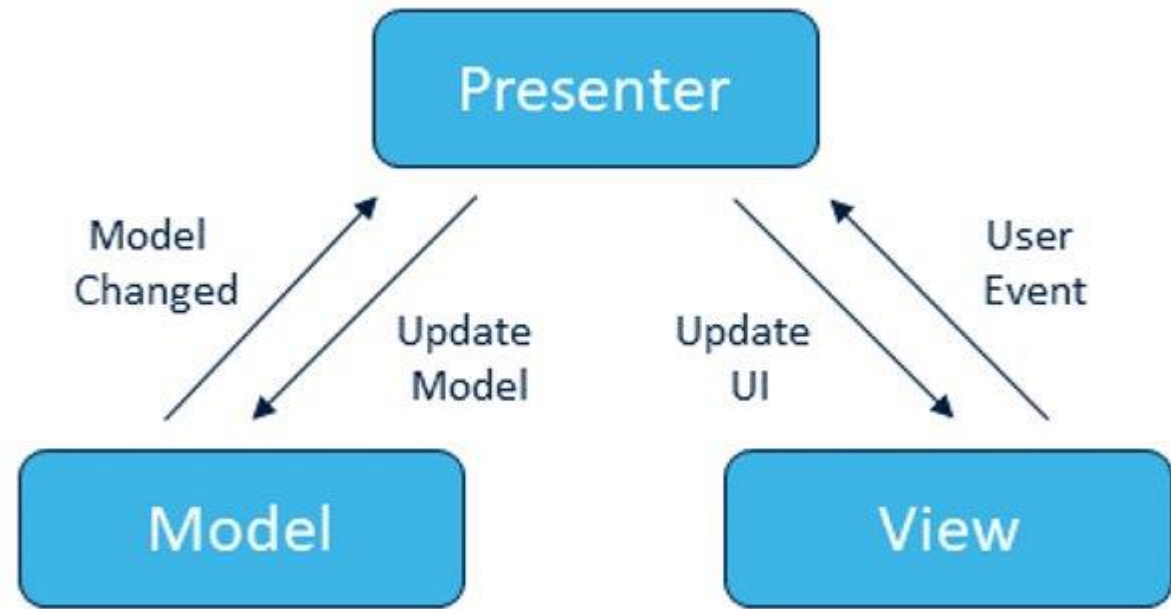 Presenter
Model
Changed
User
Event
Update
Model
Update
UI
Model
View